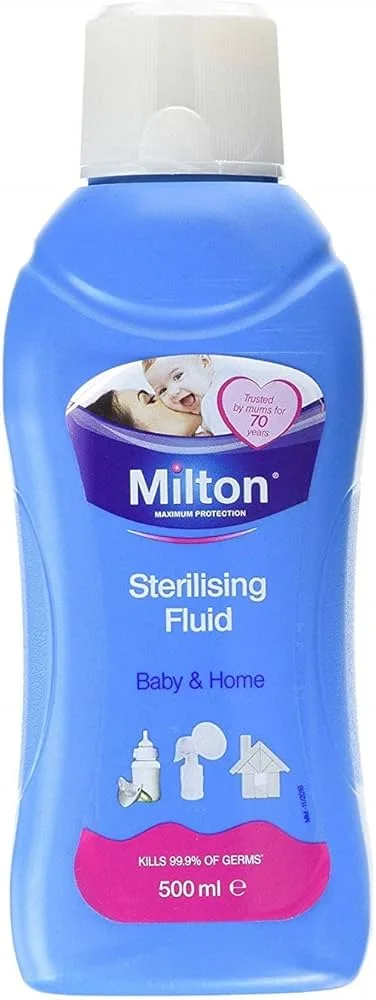 Trusted
by mums for
70
years
Milton®
MAXIMUM PROTECTION
Sterilising
Fluid
Baby & Home
KILLS 99.9% OF GERMS*
500 ml ℮